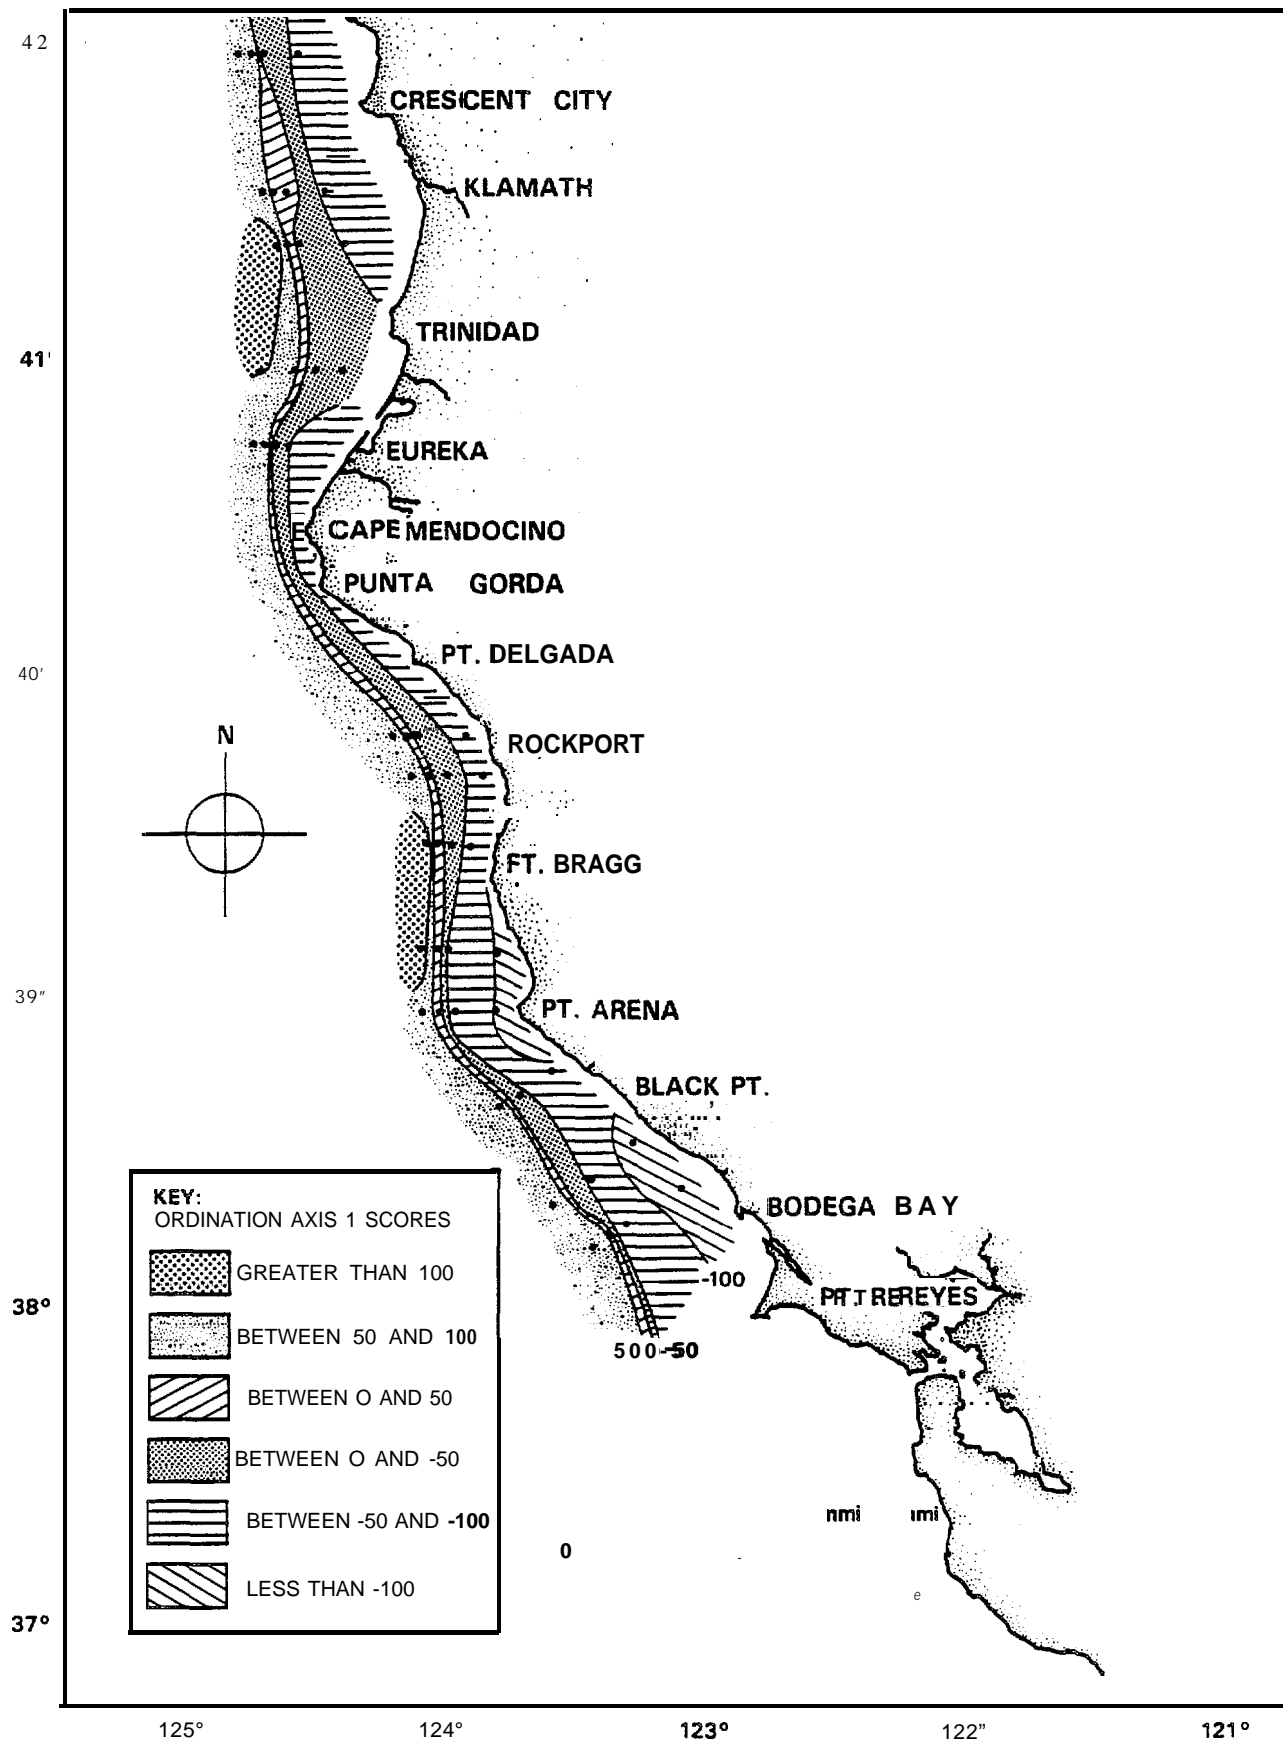 42
CRESCENT CITY
KLAMATH
TRINIDAD
41'
EUREKA
E CAPE MENDOCINO
PUNTA GORDA
PT. DELGADA
40'
N
ROCKPORT
FT. BRAGG
39"
PT. ARENA
BLACK PT.
KEY:
ORDINATION AXIS 1 SCORES
BODEGA BAY
GREATER THAN 100
-100
38°
REYES
BETWEEN 50 AND 100
500-50
BETWEEN O AND 50
BETWEEN O AND -50
BETWEEN -50 AND -100
nmi
0
LESS THAN -100
e
37°
125°
124°
123°
122"
121°